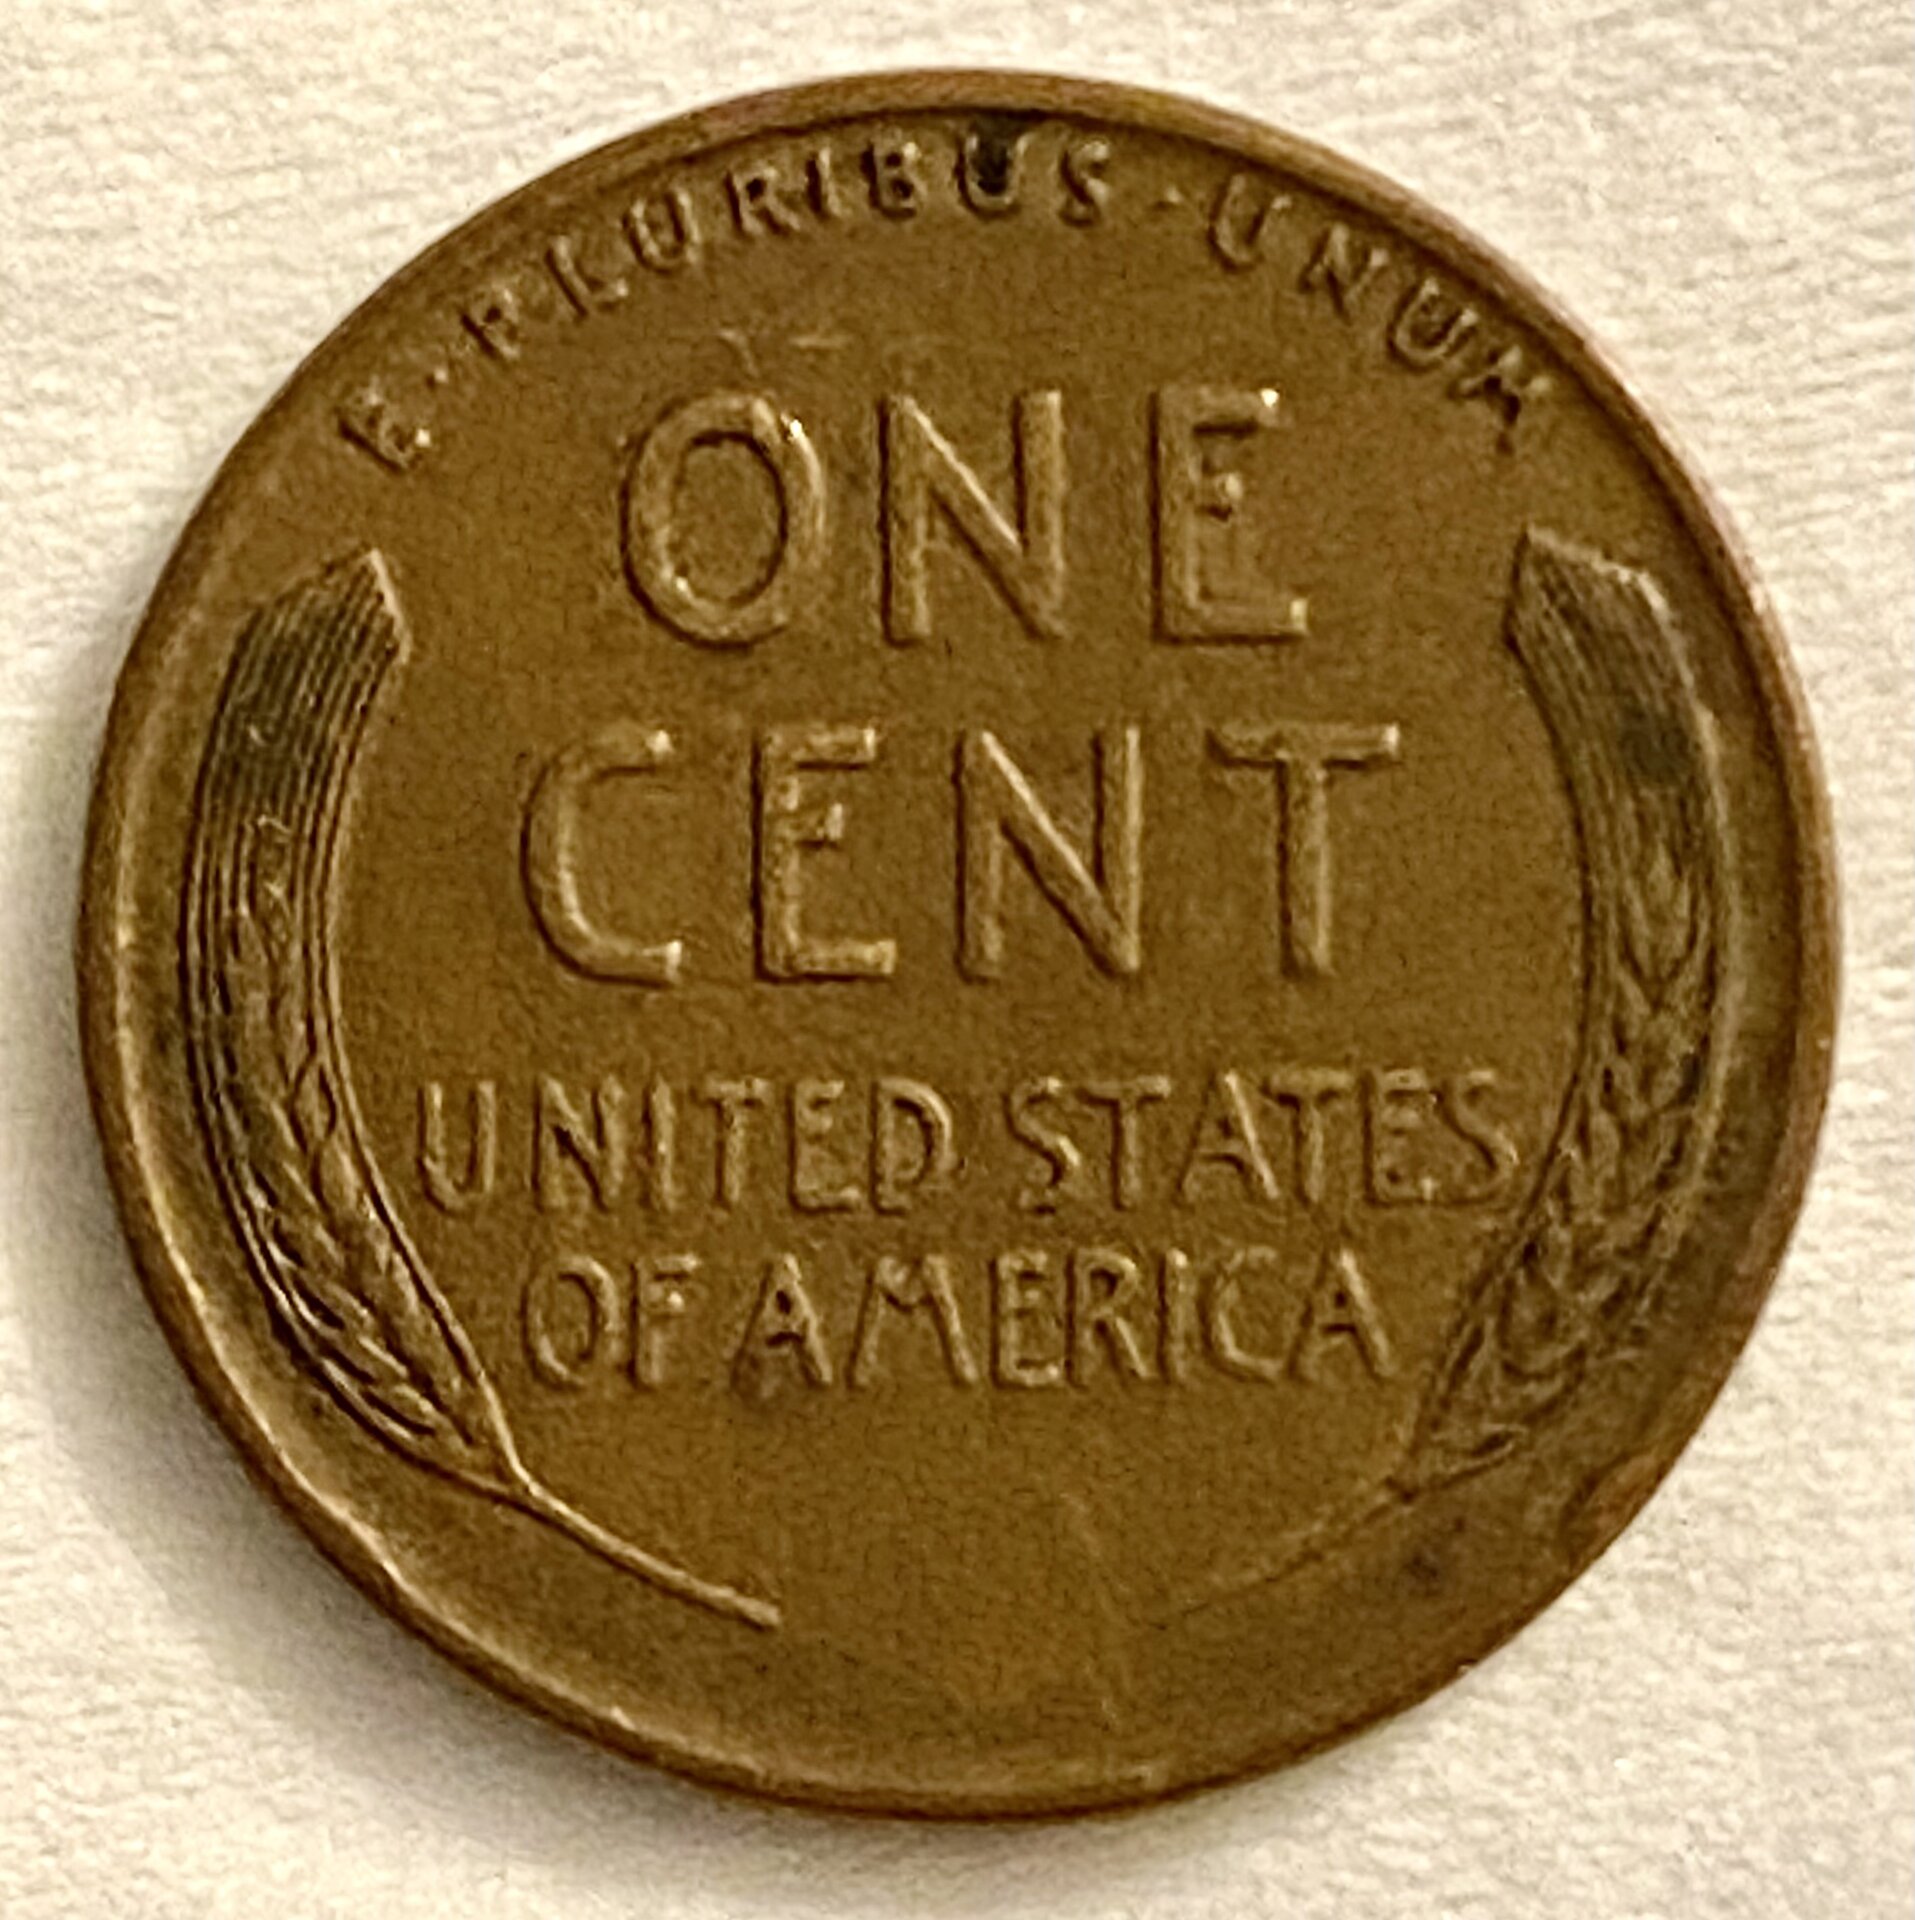 E·PLURIBUS·UNUM
ONE
CENT
UNITED STATES
OF AMERICA